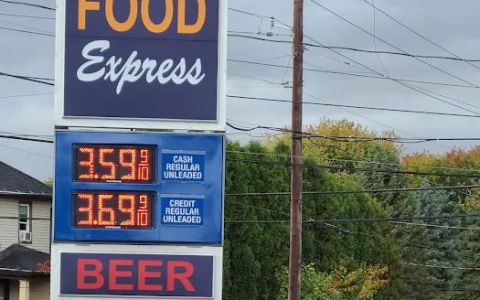 FOOD
Express
3.59 9/10
CASH
REGULAR
UNLEADED
3.69 9/10
CREDIT
REGULAR
UNLEADED
BEER